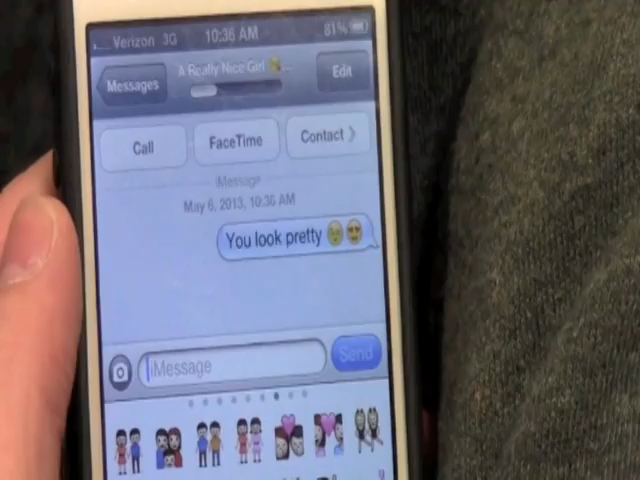 Verizon 3G 10:36 AM 81%
Messages A Really Nice Girl ... Edit
Call FaceTime Contact
iMessage
May 6, 2013, 10:36 AM
You look pretty
iMessage Send